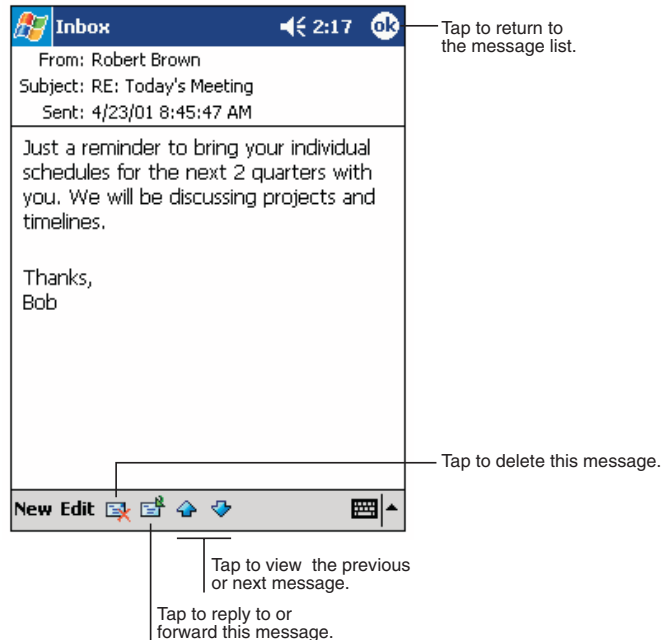 Inbox 2:17 ok
Tap to return to
the message list.
From: Robert Brown
Subject: RE: Today's Meeting
Sent: 4/23/01 8:45:47 AM
Just a reminder to bring your individual
schedules for the next 2 quarters with
you. We will be discussing projects and
timelines.
Thanks,
Bob
Tap to delete this message.
New Edit
Tap to view the previous
or next message.
Tap to reply to or
forward this message.